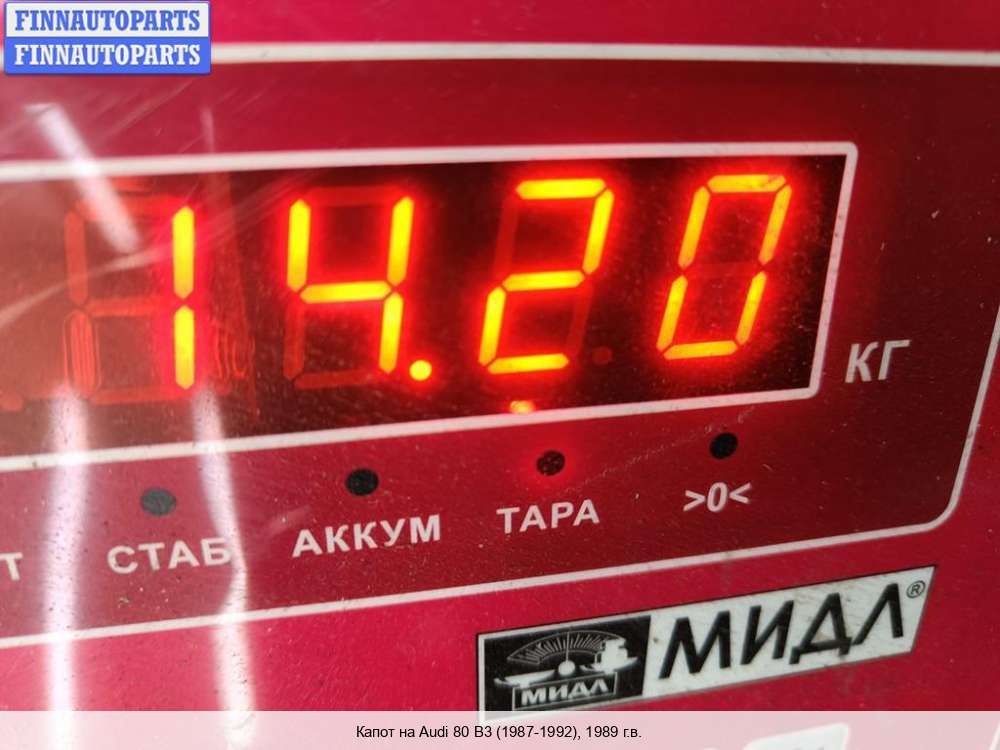 FINNAUTOPARTS
FINNAUTOPARTS
14.20
КГ
Т СТАБ АККУМ ТАРА >0<
МИДЛ МИДЛ®
Капот на Audi 80 B3 (1987-1992), 1989 г.в.